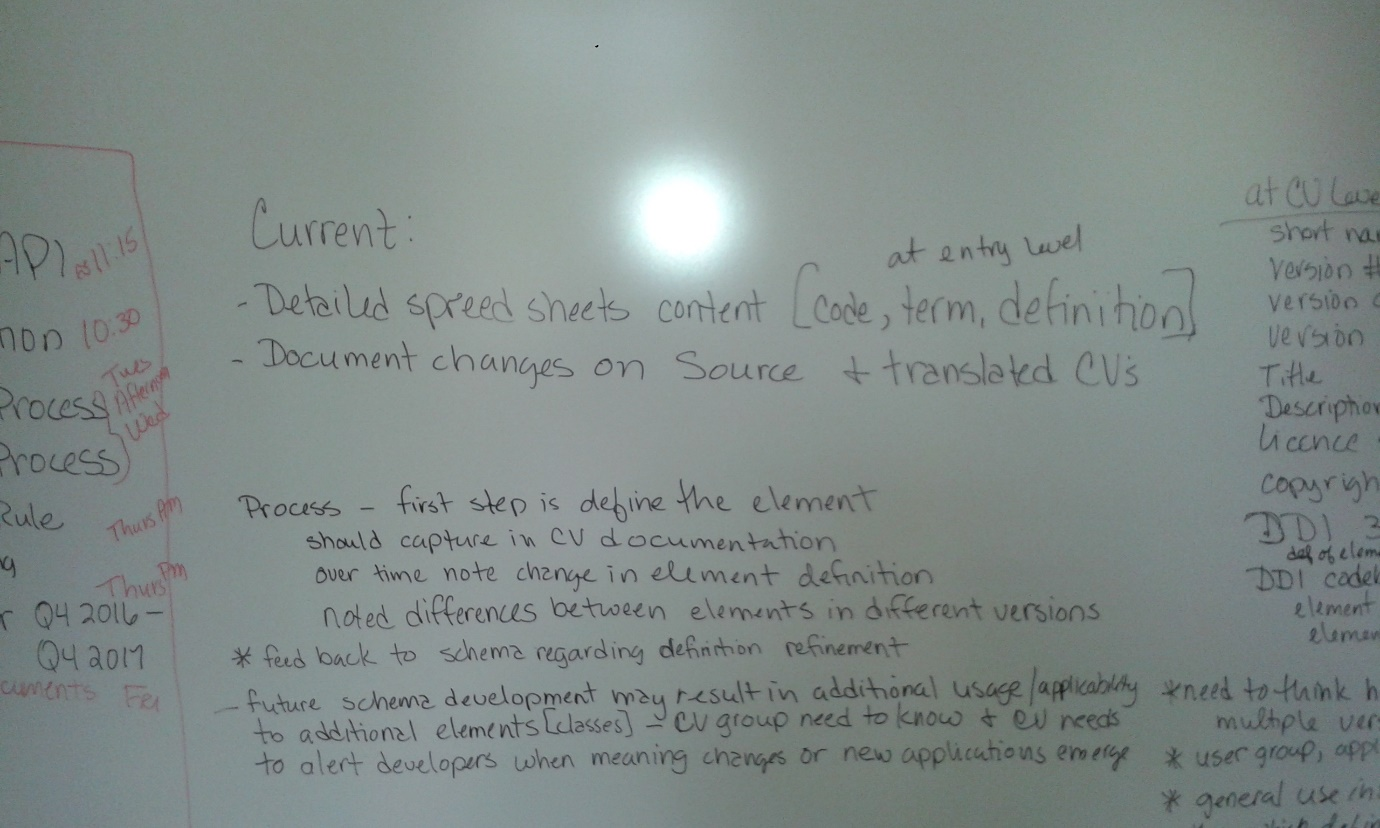 API as 11:15
non 10:30
Process Tues Afternoon
Process Wed
Rule Thurs AM
g Thurs PM
r Q4 2016 -
Q4 2017
cuments Fri
Current:
at entry level
- Detailed spreed sheets content [code, term, definition]
- Document changes on Source + translated CVs
Process - first step is define the element
should capture in CV documentation
over time note change in element definition
noted differences between elements in different versions
* feed back to schema regarding definition refinement
- future schema development may result in additional usage/applicability
to additional elements [classes] - CV group need to know + CV needs
to alert developers when meaning changes or new applications emerge
at CV Leve
short nam
Version #
version
version
Title
Description
Licence
copyrigh
DDI 3
def of elem
DDI codeb
element
elemen
* need to think h
multiple ver
* user group, appl
* general use in